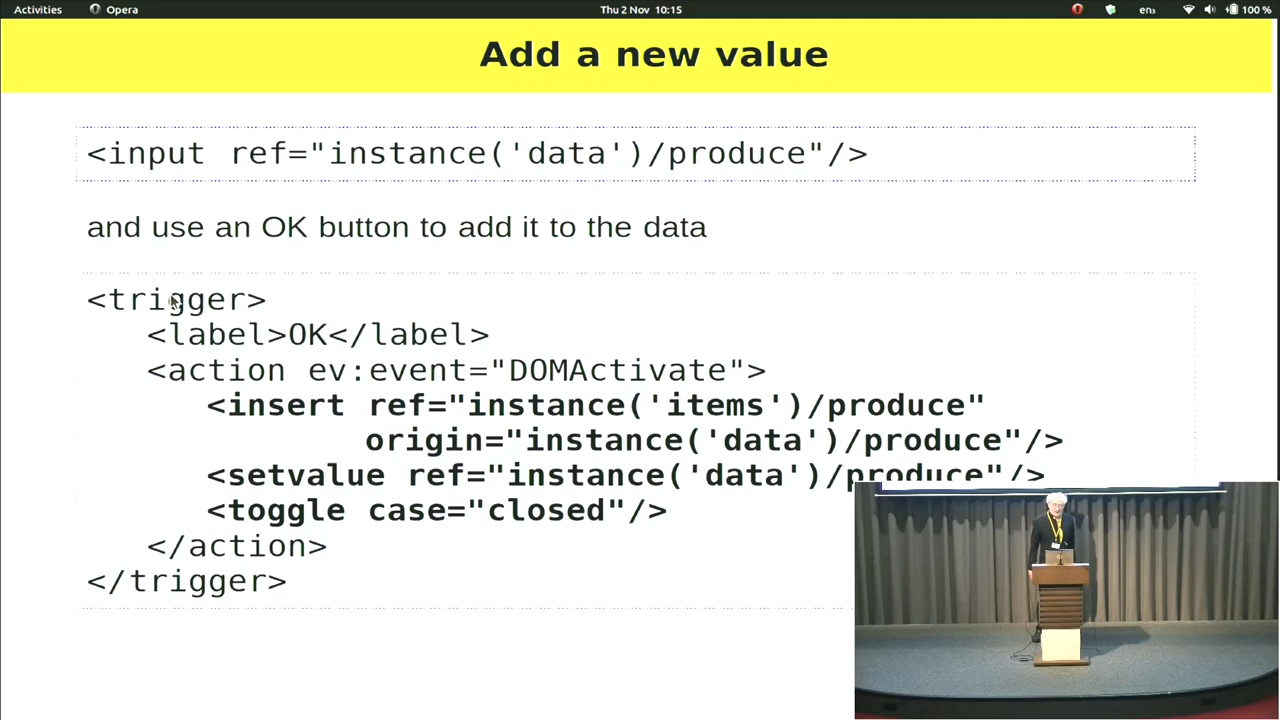 Activities Opera Thu 2 Nov 10:15 en₃ 100 %
Add a new value
<input ref="instance('data')/produce"/>
and use an OK button to add it to the data
<trigger>
<label>OK</label>
<action ev:event="DOMActivate">
<insert ref="instance('items')/produce"
origin="instance('data')/produce"/>
<setvalue ref="instance('data')/produce"/>
<toggle case="closed"/>
</action>
</trigger>